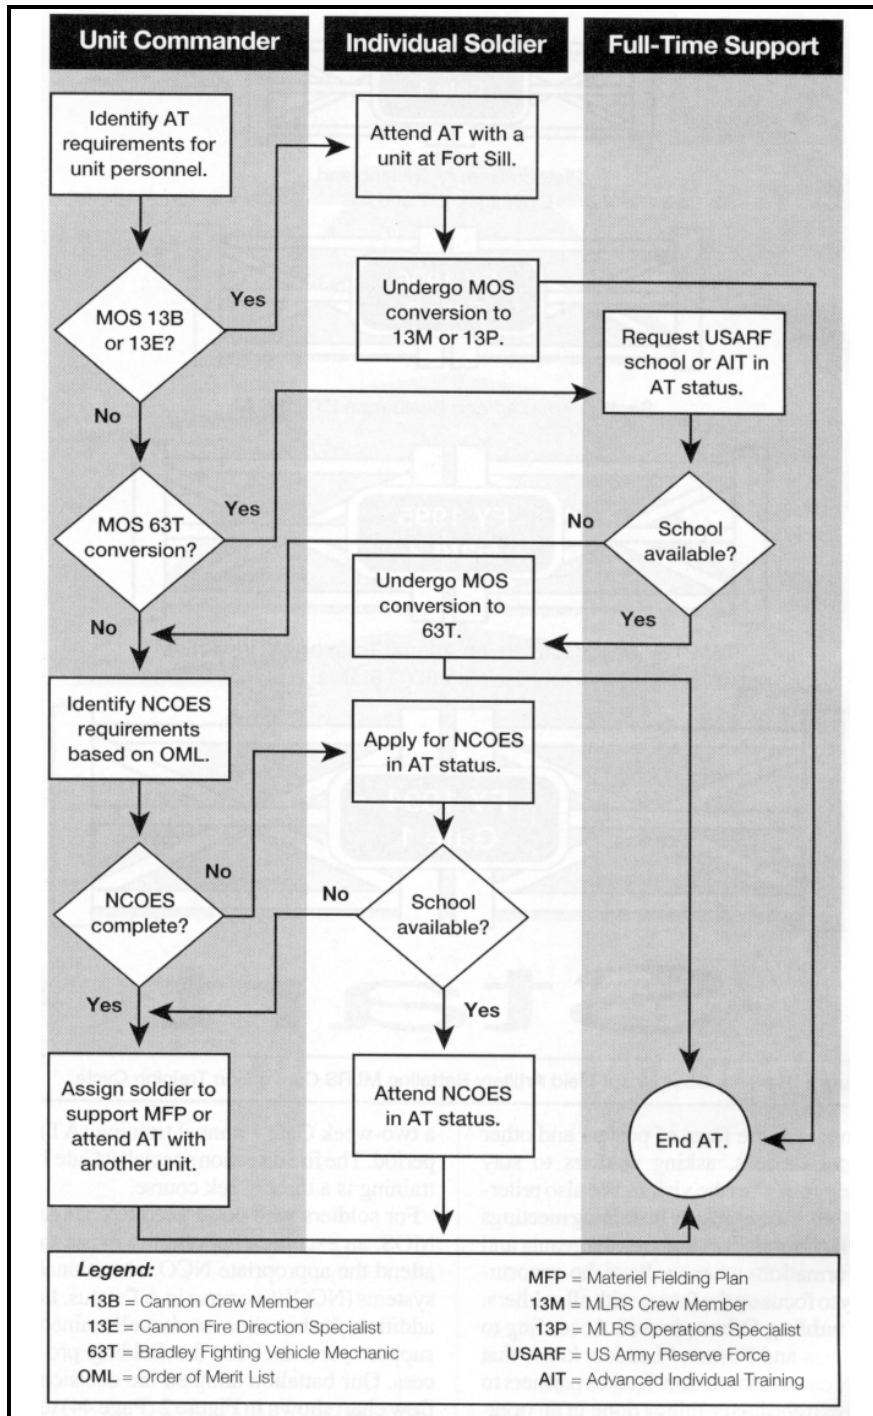 Unit Commander
Individual Soldier
Full-Time Support
Identify AT
requirements for
unit personnel.
Attend AT with a
unit at Fort Sill.
Yes
MOS 13B
or 13E?
Undergo MOS
conversion to
13M or 13P.
Request USARF
school or AIT in
AT status.
No
MOS 63T
conversion?
Yes
No
School
available?
Undergo MOS
conversion to
63T.
Yes
No
Identify NCOES
requirements
based on OML.
Apply for NCOES
in AT status.
No
NCOES
complete?
No
School
available?
Yes
Yes
Assign soldier to
support MFP or
attend AT with
another unit.
Attend NCOES
in AT status.
End AT.
Legend:
13B = Cannon Crew Member
13E = Cannon Fire Direction Specialist
63T = Bradley Fighting Vehicle Mechanic
OML = Order of Merit List
MFP = Materiel Fielding Plan
13M = MLRS Crew Member
13P = MLRS Operations Specialist
USARF = US Army Reserve Force
AIT = Advanced Individual Training